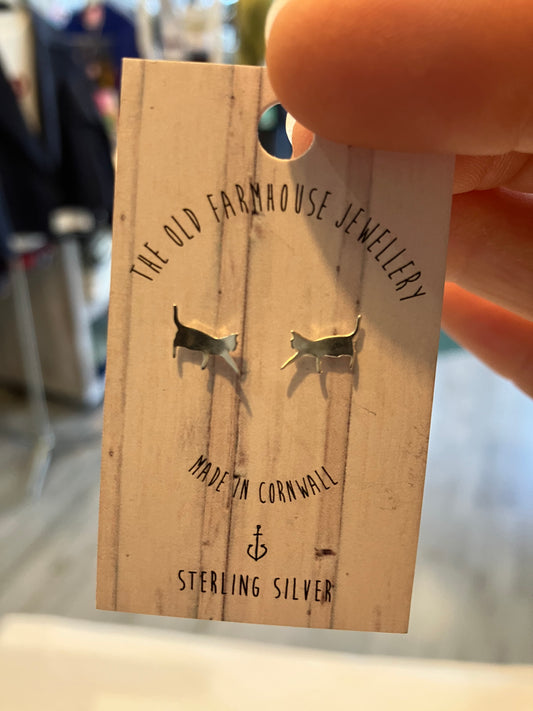 THE OLD FARMHOUSE JEWELLERY
MADE IN CORNWALL
STERLING SILVER